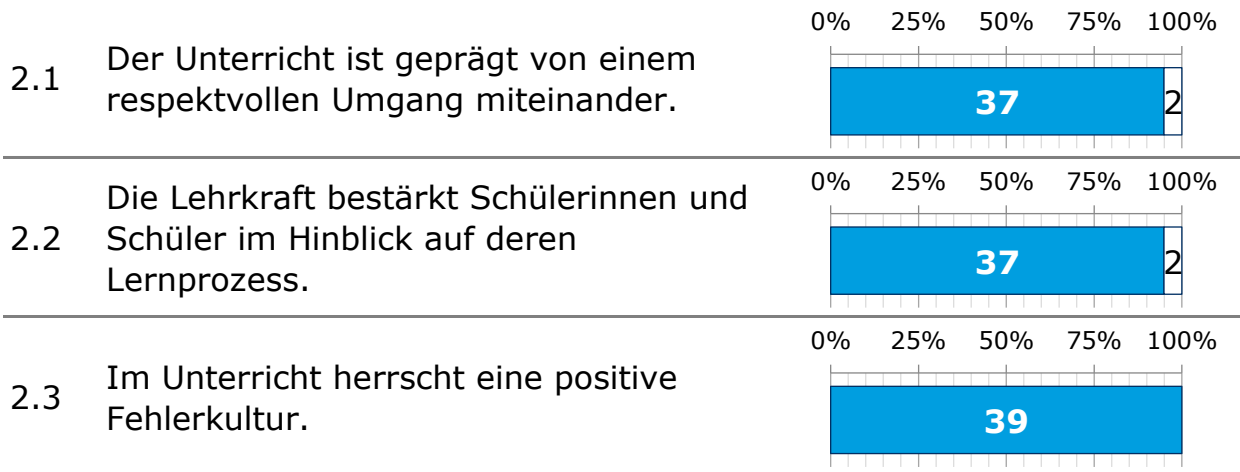 0% 25% 50% 75% 100%
2.1 Der Unterricht ist geprägt von einem
respektvollen Umgang miteinander.
37 2
0% 25% 50% 75% 100%
2.2 Die Lehrkraft bestärkt Schülerinnen und
Schüler im Hinblick auf deren
Lernprozess.
37 2
0% 25% 50% 75% 100%
2.3 Im Unterricht herrscht eine positive
Fehlerkultur.
39